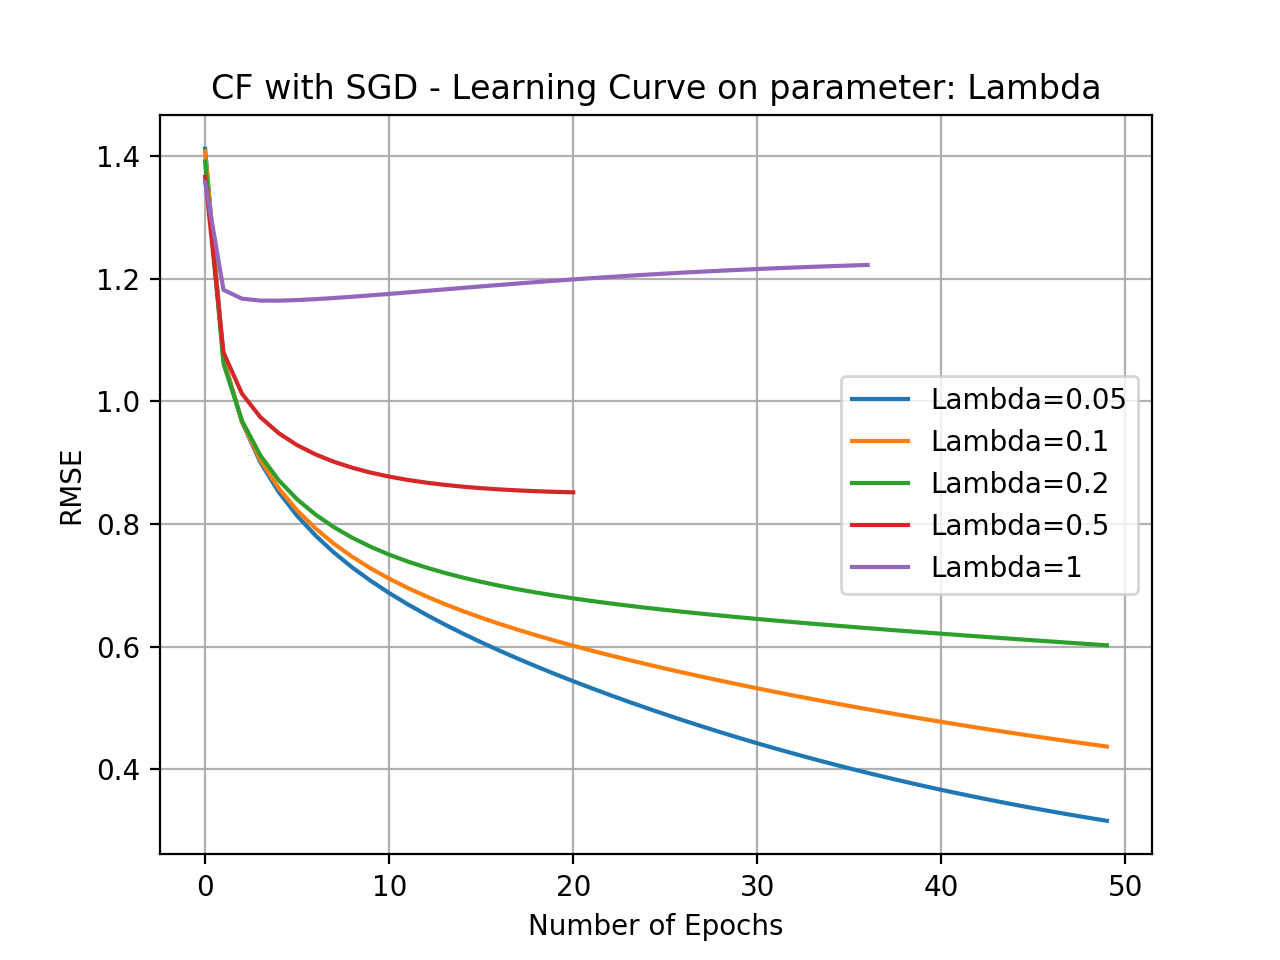 CF with SGD - Learning Curve on parameter: Lambda
1.4
1.2
1.0
0.8
0.6
0.4
RMSE
Lambda=0.05
Lambda=0.1
Lambda=0.2
Lambda=0.5
Lambda=1
0 10 20 30 40 50
Number of Epochs